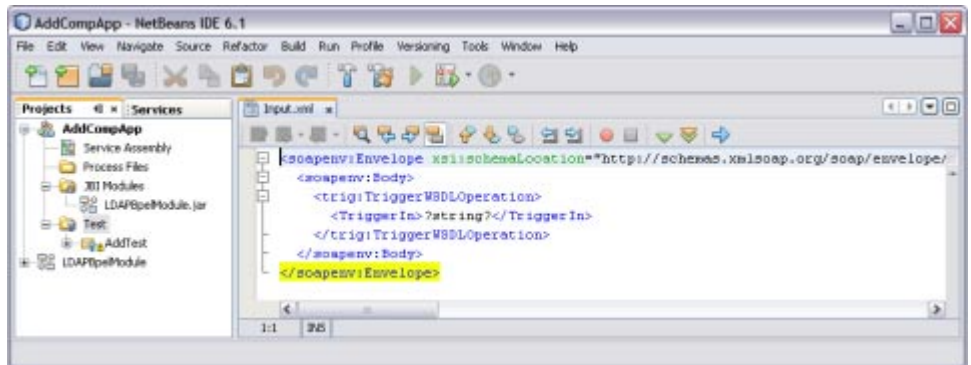 AddCompApp - NetBeans IDE 6.1
File Edit View Navigate Source Refactor Build Run Profile Versioning Tools Window Help
Projects Services
AddCompApp
Service Assembly
Process Files
JBI Modules
LDAPBpelModule.jar
Test
AddTest
LDAPBpelModule
Input.xml
<soapenv:Envelope xsi:schemaLocation="http://schemas.xmlsoap.org/soap/envelope/
<soapenv:Body>
<trig:TriggerWSDLOperation>
<TriggerIn>?string?</TriggerIn>
</trig:TriggerWSDLOperation>
</soapenv:Body>
</soapenv:Envelope>
1:1 INS